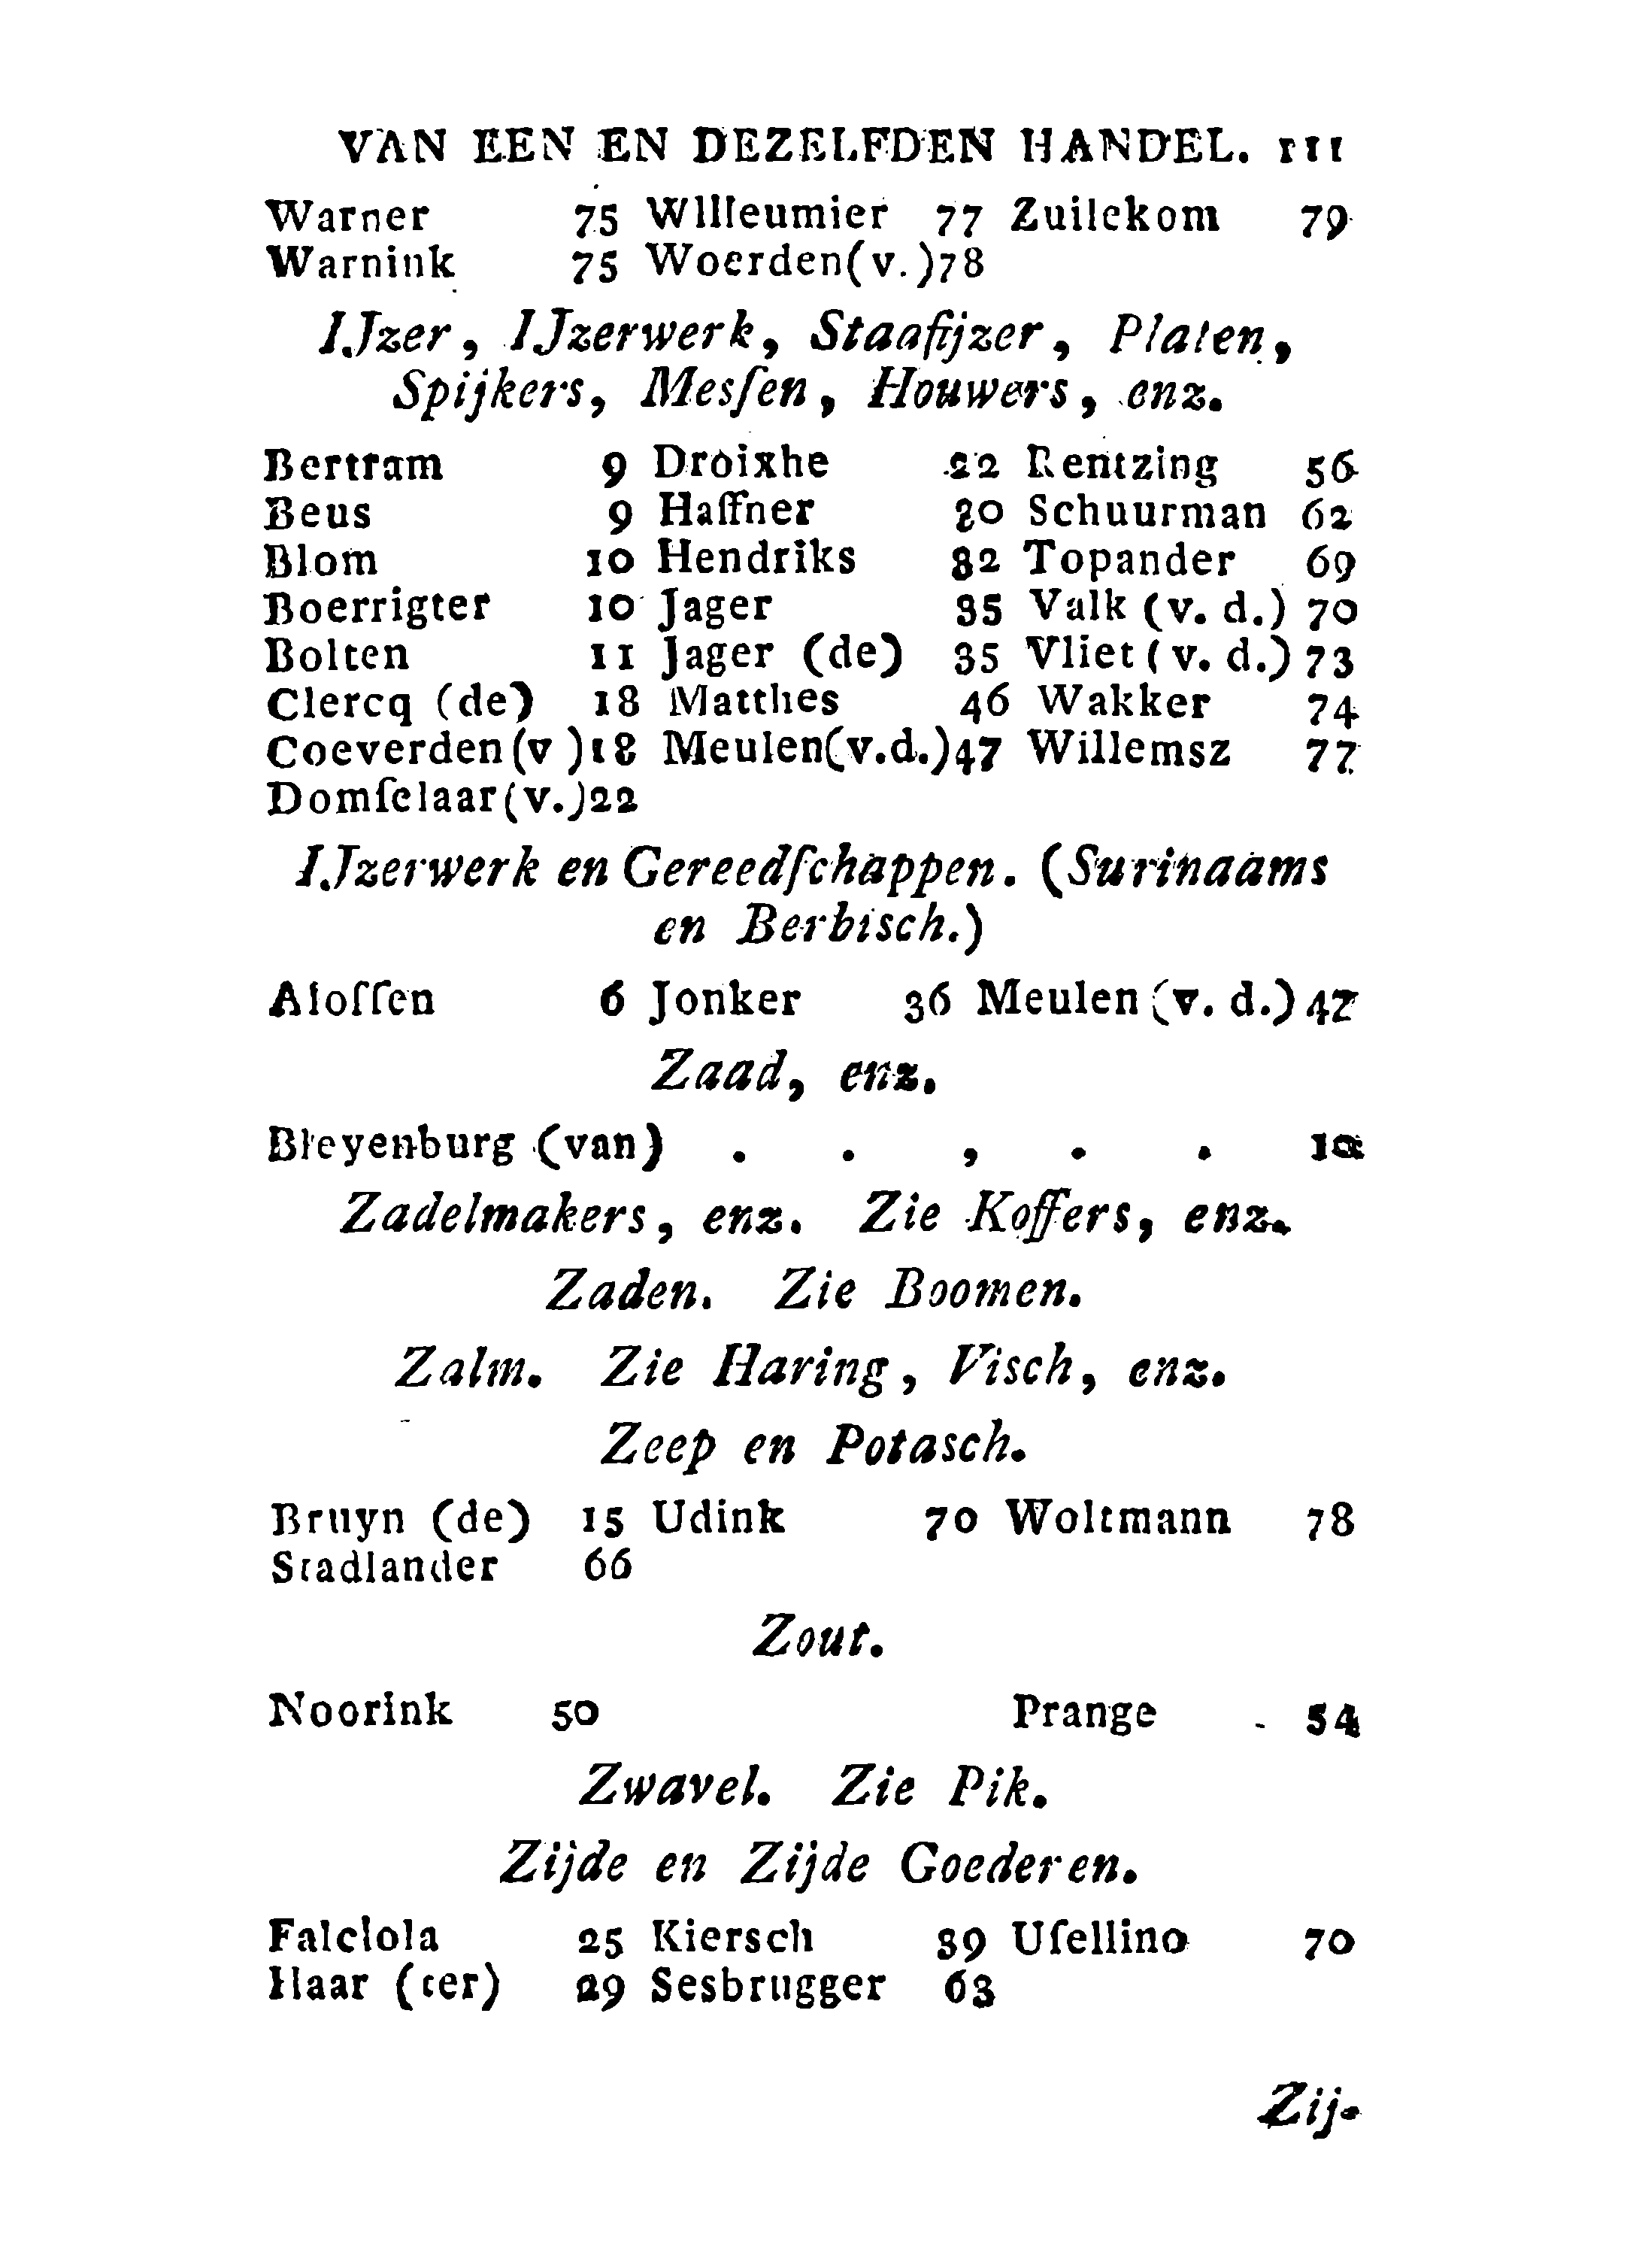 VAN EEN EN DEZELFDEN HANDEL. 111
Warner 75 Willeumier 77 Zuilekom 79
Warnink 75 Woerden (v.) 78
IJzer, IJzerwerk, Staafijzer, Platen,
Spijkers, Mesſen, Houwers, enz.
Bertram 9 Droixhe 22 Rentzing 56
Beus 9 Haffner 30 Schuurman 62
Blom 10 Hendriks 32 Topander 69
Boerrigter 10 Jager 35 Valk (v. d.) 70
Bolten 11 Jager (de) 35 Vliet (v. d.) 73
Clercq (de) 18 Matthes 46 Wakker 74
Coeverden (v) 18 Meulen (v.d.) 47 Willemsz 77
Domſelaar (v.) 22
IJzerwerk en Gereedſchappen. (Surinaams
en Berbisch.)
Aloſſen 6 Jonker 36 Meulen (v. d.) 47
Zaad, enz.
Bleyenburg (van) . . , . . 10
Zadelmakers, enz. Zie Koffers, enz.
Zaden. Zie Boomen.
Zalm. Zie Haring, Visch, enz.
Zeep en Potasch.
Bruyn (de) 15 Udink 70 Woltmann 78
Stadlander 66
Zout.
Noorink 50 Prange 54
Zwavel. Zie Pik.
Zijde en Zijde Goederen.
Falciola 25 Kiersch 39 Uſellino 70
Haar (ter) 29 Sesbrugger 63
Zij-